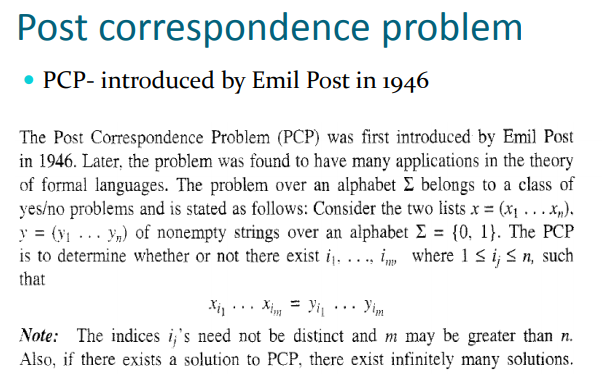 Post correspondence problem
• PCP- introduced by Emil Post in 1946
The Post Correspondence Problem (PCP) was first introduced by Emil Post
in 1946. Later, the problem was found to have many applications in the theory
of formal languages. The problem over an alphabet Σ belongs to a class of
yes/no problems and is stated as follows: Consider the two lists x = (x₁ . . . xₙ),
y = (y₁ . . . yₙ) of nonempty strings over an alphabet Σ = {0, 1}. The PCP
is to determine whether or not there exist i₁, . . ., iₘ, where 1 ≤ iⱼ ≤ n, such
that
xᵢ₁ . . . xᵢₘ = yᵢ₁ . . . yᵢₘ
Note: The indices iⱼ's need not be distinct and m may be greater than n.
Also, if there exists a solution to PCP, there exist infinitely many solutions.